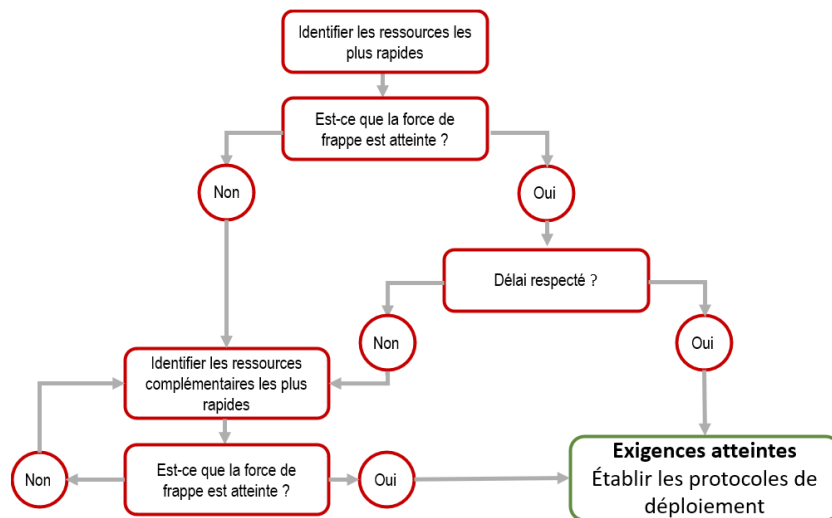 Identifier les ressources les
plus rapides
Est-ce que la force de
frappe est atteinte ?
Non
Oui
Délai respecté ?
Non
Oui
Identifier les ressources
complémentaires les plus
rapides
Est-ce que la force de
frappe est atteinte ?
Non
Oui
Exigences atteintes
Établir les protocoles de
déploiement